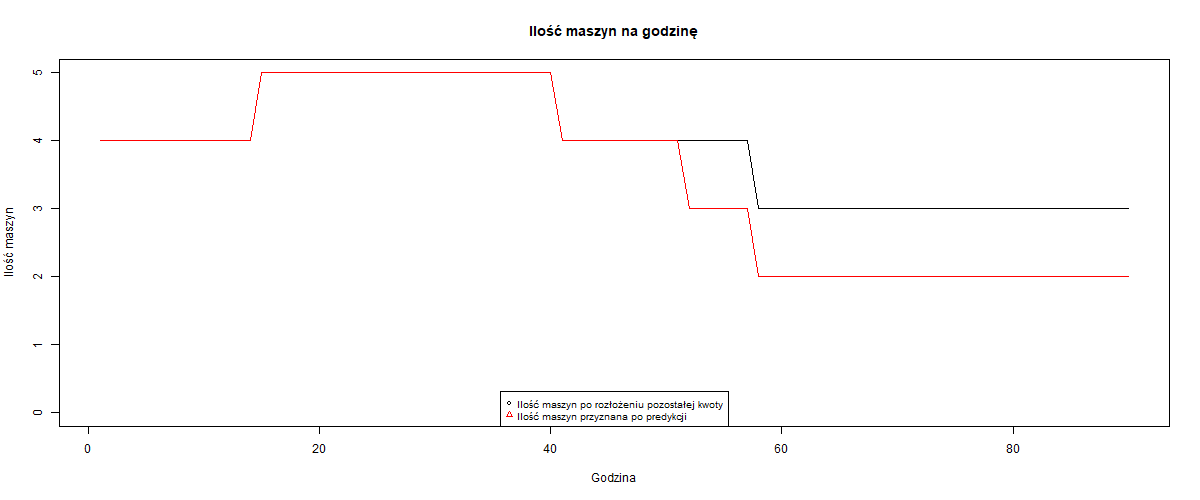 Ilość maszyn na godzinę
Ilość maszyn
5
4
3
2
1
0
Ilość maszyn po rozłożeniu pozostałej kwoty
Ilość maszyn przyznana po predykcji
0 20 40 60 80
Godzina